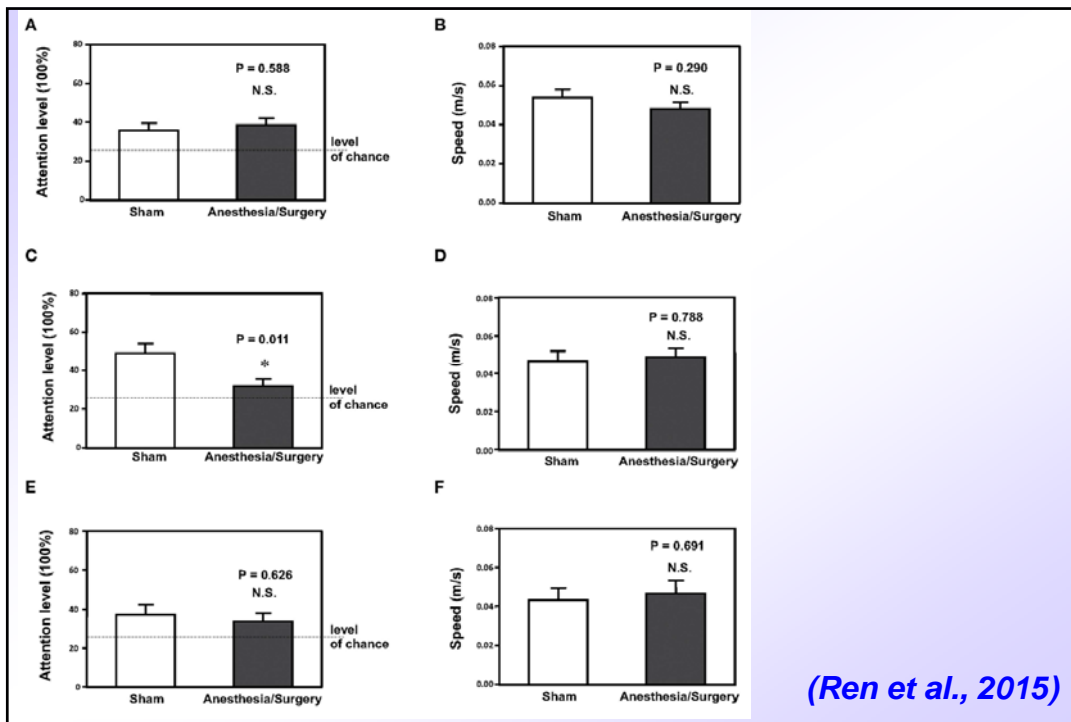 A
Attention level (100%)
80
60
40
20
0
P = 0.588
N.S.
level
of chance
Sham Anesthesia/Surgery
B
Speed (m/s)
0.08
0.06
0.04
0.02
0.00
P = 0.290
N.S.
Sham Anesthesia/Surgery
C
Attention level (100%)
80
60
40
20
0
P = 0.011
*
level
of chance
Sham Anesthesia/Surgery
D
Speed (m/s)
0.08
0.06
0.04
0.02
0.00
P = 0.788
N.S.
Sham Anesthesia/Surgery
E
Attention level (100%)
80
60
40
20
0
P = 0.626
N.S.
level
of chance
Sham Anesthesia/Surgery
F
Speed (m/s)
0.08
0.06
0.04
0.02
0.00
P = 0.691
N.S.
Sham Anesthesia/Surgery
(Ren et al., 2015)